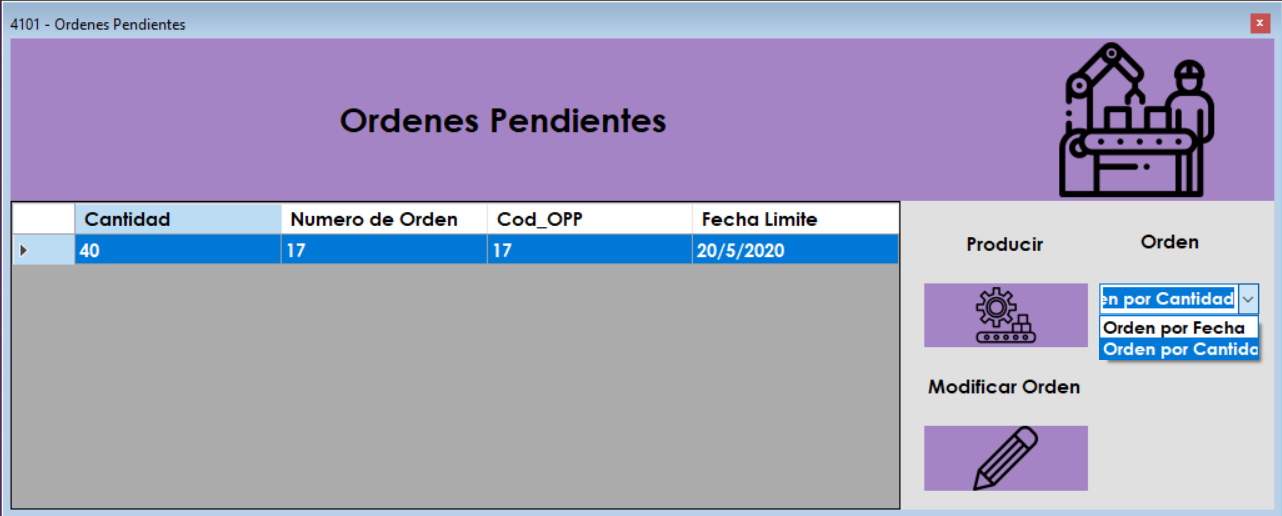 4101 - Ordenes Pendientes
x
Ordenes Pendientes
Cantidad Numero de Orden Cod_OPP Fecha Limite
40 17 17 20/5/2020
Producir Orden
en por Cantidad
Orden por Fecha
Orden por Cantida
Modificar Orden